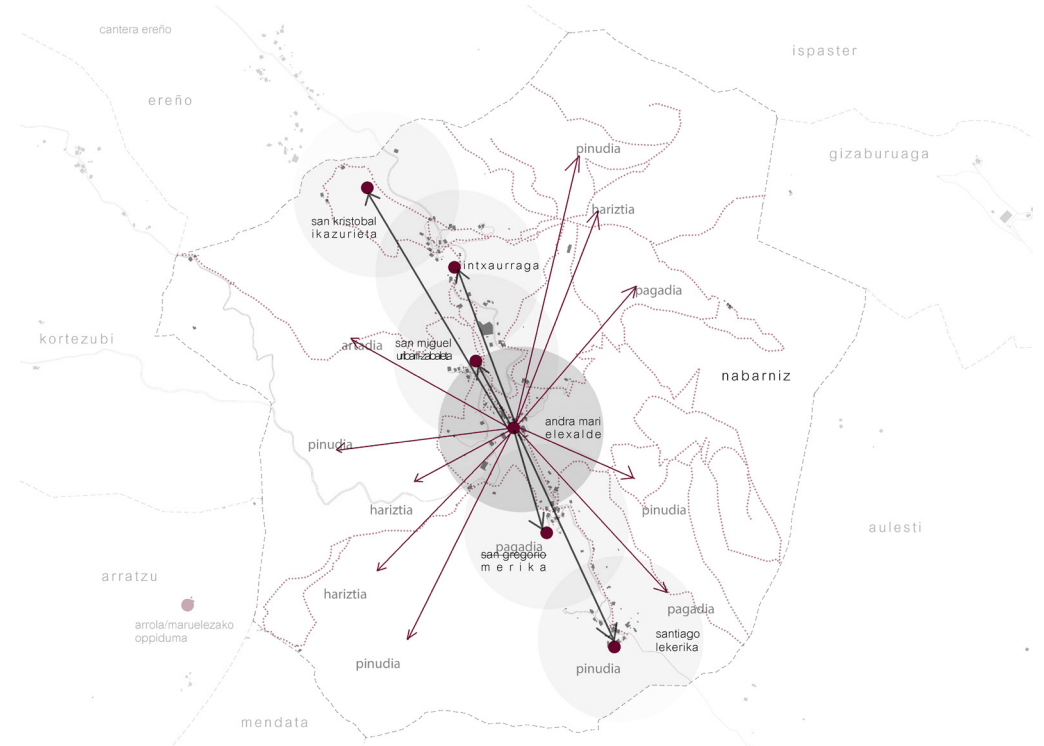 cantera ereño
ispaster
ereño
pinudia
gizaburuaga
hariztia
san kristobal
ikazurieta
intxaurraga
pagadia
kortezubi
artadia
san miguel
uribarri-zabaleta
nabarniz
andra mari
elexalde
pinudia
hariztia
pinudia
aulesti
pagadia
san gregorio
merika
arratzu
hariztia
pagadia
arrola/maruelezako
oppiduma
santiago
lekerika
pinudia
pinudia
mendata